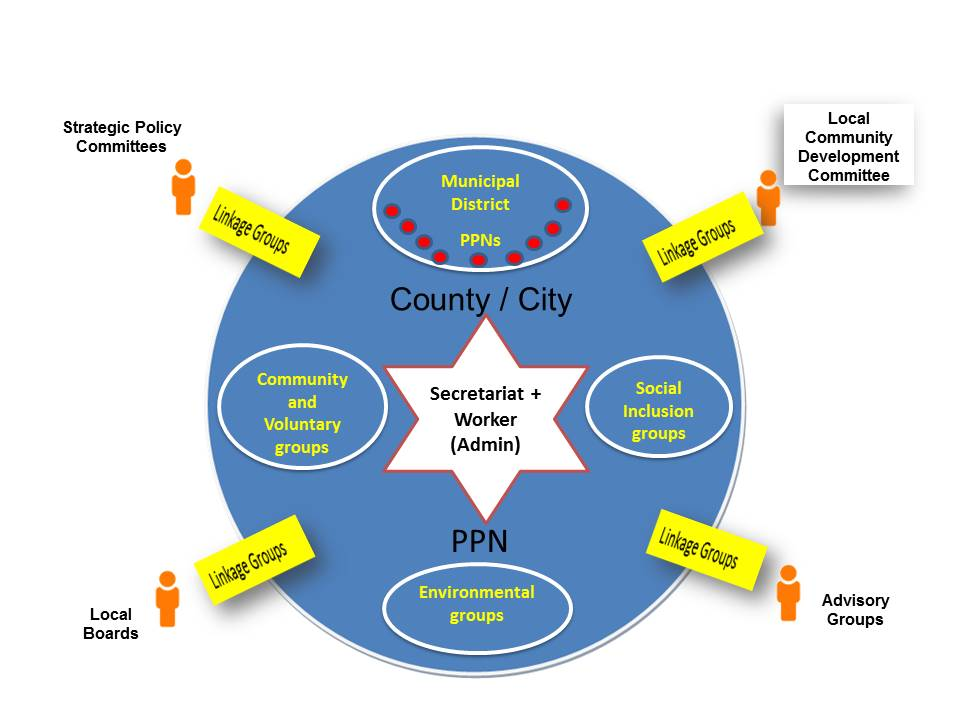 Strategic Policy
Committees
Local
Community
Development
Committee
Linkage Groups
Municipal
District
PPNs
Linkage Groups
County / City
Community
and
Voluntary
groups
Secretariat +
Worker
(Admin)
Social
Inclusion
groups
PPN
Linkage Groups
Linkage Groups
Environmental
groups
Local
Boards
Advisory
Groups